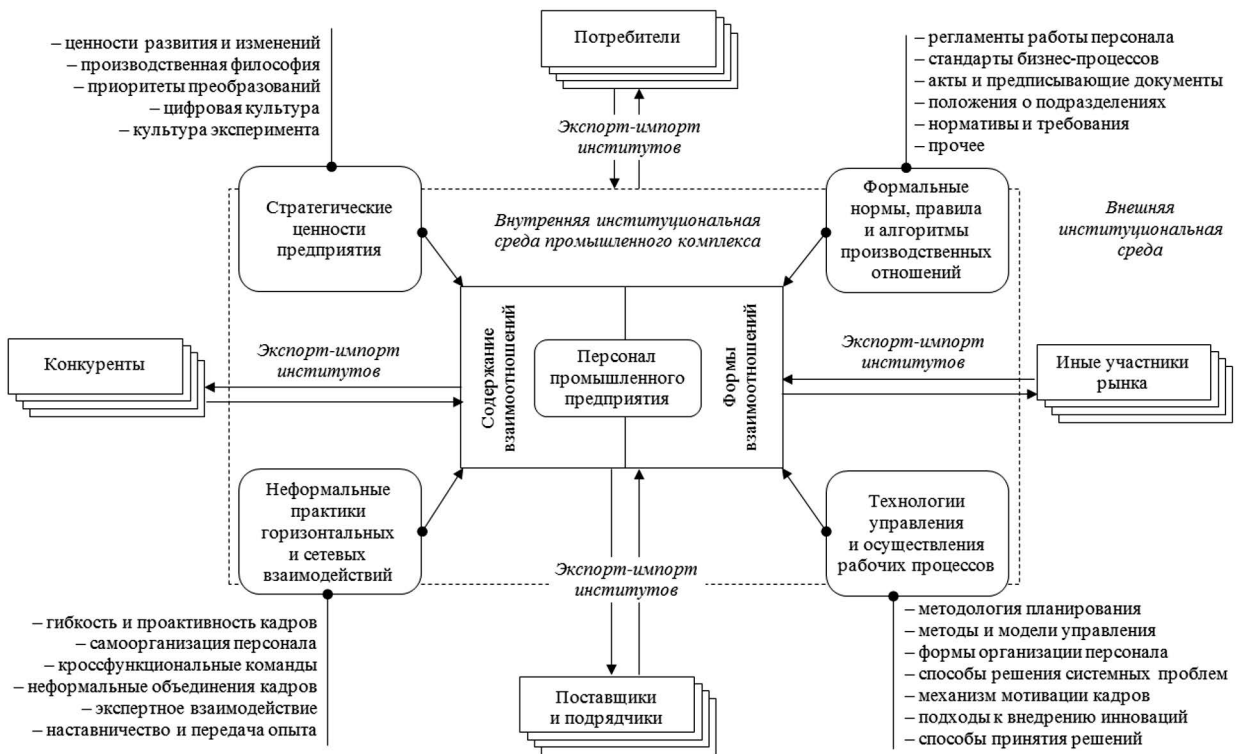 – ценности развития и изменений
– производственная философия
– приоритеты преобразований
– цифровая культура
– культура эксперимента
Потребители
– регламенты работы персонала
– стандарты бизнес-процессов
– акты и предписывающие документы
– положения о подразделениях
– нормативы и требования
– прочее
Экспорт-импорт
институтов
Стратегические
ценности
предприятия
Внутренняя институциональная
среда промышленного комплекса
Формальные
нормы, правила
и алгоритмы
производственных
отношений
Внешняя
институциональная
среда
Конкуренты
Экспорт-импорт
институтов
Содержание
взаимоотношений
Персонал
промышленного
предприятия
Формы
взаимоотношений
Экспорт-импорт
институтов
Иные участники
рынка
Неформальные
практики
горизонтальных
и сетевых
взаимодействий
Технологии
управления
и осуществления
рабочих процессов
Экспорт-импорт
институтов
– гибкость и проактивность кадров
– самоорганизация персонала
– кроссфункциональные команды
– неформальные объединения кадров
– экспертное взаимодействие
– наставничество и передача опыта
Поставщики
и подрядчики
– методология планирования
– методы и модели управления
– формы организации персонала
– способы решения системных проблем
– механизм мотивации кадров
– подходы к внедрению инноваций
– способы принятия решений